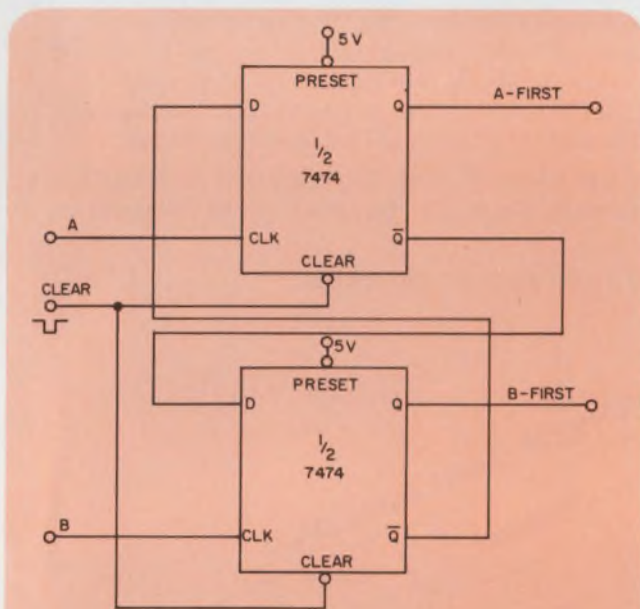 5V
PRESET
D
Q
A-FIRST
1/2
7474
A
CLK
Q̅
CLEAR
CLEAR
5V
PRESET
D
Q
B-FIRST
1/2
7474
B
CLK
Q̅
CLEAR